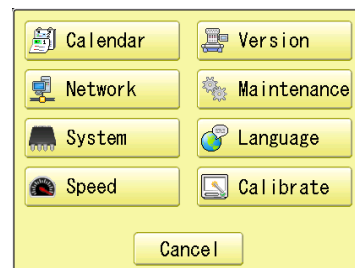 Calendar
Version
Network
Maintenance
System
Language
Speed
Calibrate
Cancel